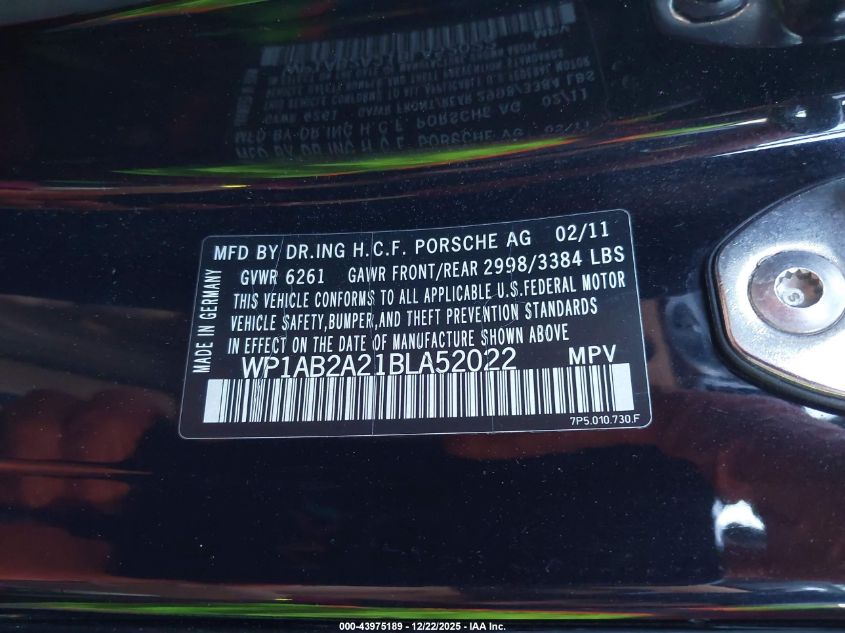 MFD BY DR.ING H.C.F. PORSCHE AG 02/11
GVWR 6261 GAWR FRONT/REAR 2998/3384 LBS
THIS VEHICLE CONFORMS TO ALL APPLICABLE U.S.FEDERAL MOTOR
VEHICLE SAFETY,BUMPER,AND THEFT PREVENTION STANDARDS
IN EFFECT ON THE DATE OF MANUFACTURE SHOWN ABOVE
WP1AB2A21BLA52022 MPV
MADE IN GERMANY
7P5.010.730.F
000-43975189 - 12/22/2025 - IAA Inc.